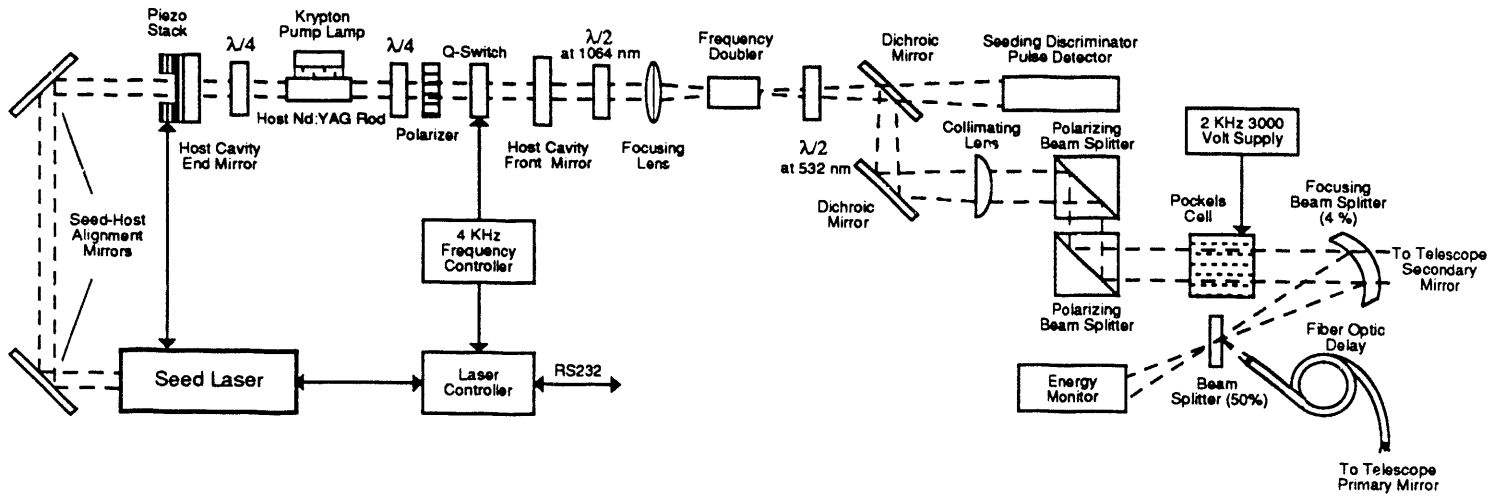 Piezo
Stack
λ/4
Krypton
Pump Lamp
λ/4
Q-Switch
λ/2
at 1064 nm
Frequency
Doubler
Dichroic
Mirror
Seeding Discriminator
Pulse Detector
Host Nd:YAG Rod
Polarizer
Host Cavity
End Mirror
Host Cavity
Front Mirror
Focusing
Lens
λ/2
at 532 nm
Collimating
Lens
Polarizing
Beam Splitter
2 KHz 3000
Volt Supply
Dichroic
Mirror
Pockels
Cell
Focusing
Beam Splitter
(4 %)
Seed-Host
Alignment
Mirrors
4 KHz
Frequency
Controller
To Telescope
Secondary
Mirror
Polarizing
Beam Splitter
Fiber Optic
Delay
Seed Laser
Laser
Controller
RS232
Energy
Monitor
Beam
Splitter (50%)
To Telescope
Primary Mirror